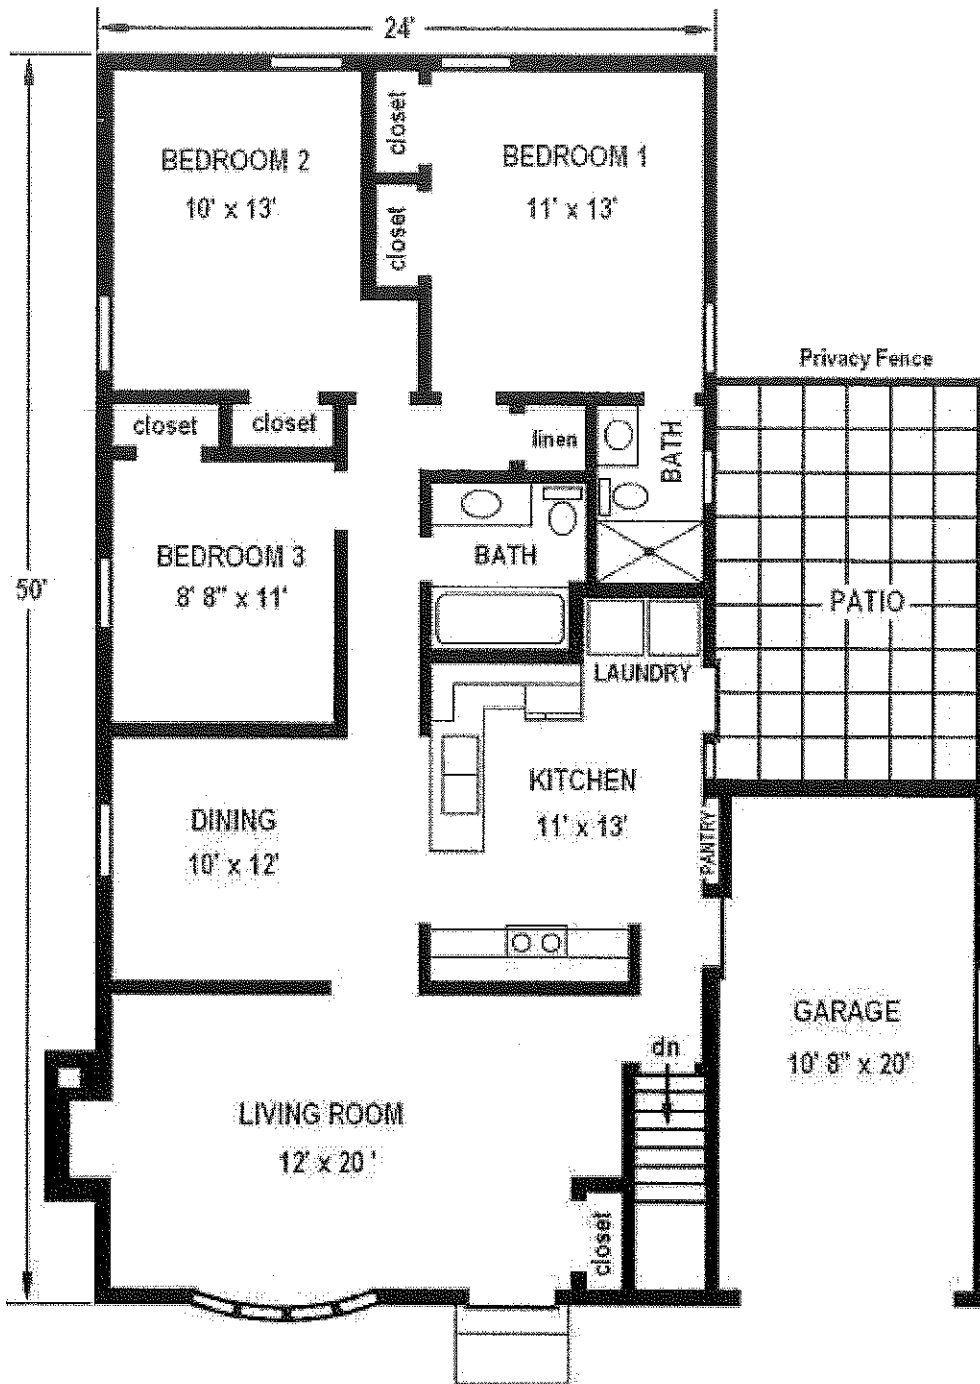 24'
closet
BEDROOM 2
10' x 13'
BEDROOM 1
11' x 13'
closet
Privacy Fence
closet
closet
linen
BATH
BEDROOM 3
8' 8" x 11'
BATH
50'
PATIO
LAUNDRY
KITCHEN
11' x 13'
DINING
10' x 12'
PANTRY
GARAGE
10' 8" x 20'
dn
LIVING ROOM
12' x 20 '
closet